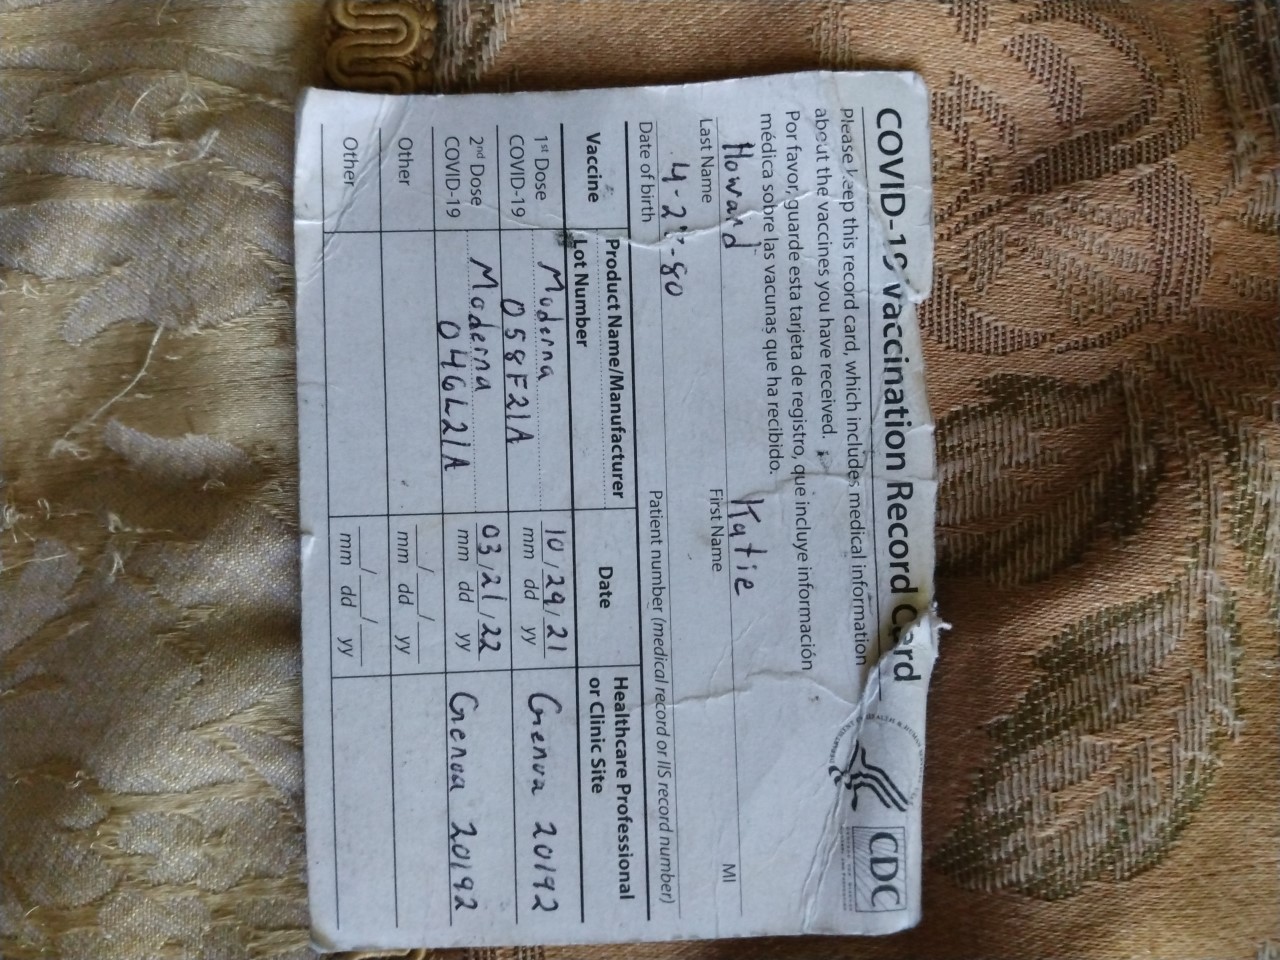 COVID-19 Vaccination Record Card
CDC
Please keep this record card, which includes medical information
about the vaccines you have received.
Por favor, guarde esta tarjeta de registro, que incluye información
médica sobre las vacunas que ha recibido.
Howard Katie
Last Name First Name MI
80
Date of birth Patient number (medical record or IIS record number)
Vaccine Product Name/Manufacturer Date Healthcare Professional
Lot Number or Clinic Site
1st Dose Moderna 10/29/21 Genoa 20192
COVID-19 058F21A mm dd yy
2nd Dose Moderna 03/21/22 Genoa 20192
COVID-19 046L21A mm dd yy
Other / /
mm dd yy
Other / /
mm dd yy